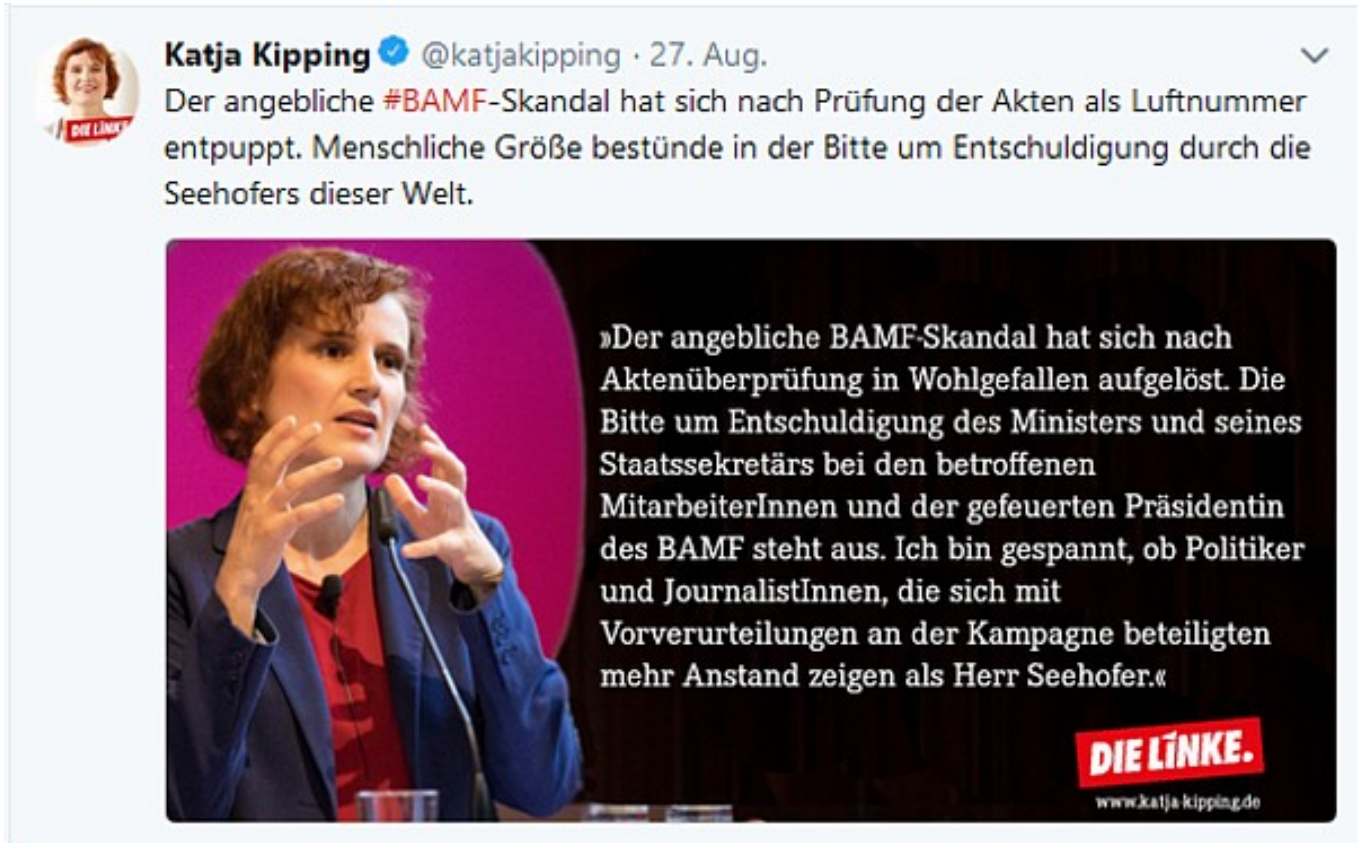 Katja Kipping @katjakipping · 27. Aug.
Der angebliche #BAMF-Skandal hat sich nach Prüfung der Akten als Luftnummer
entpuppt. Menschliche Größe bestünde in der Bitte um Entschuldigung durch die
Seehofers dieser Welt.
DIE LINKE.
»Der angebliche BAMF-Skandal hat sich nach
Aktenüberprüfung in Wohlgefallen aufgelöst. Die
Bitte um Entschuldigung des Ministers und seines
Staatssekretärs bei den betroffenen
MitarbeiterInnen und der gefeuerten Präsidentin
des BAMF steht aus. Ich bin gespannt, ob Politiker
und JournalistInnen, die sich mit
Vorverurteilungen an der Kampagne beteiligten
mehr Anstand zeigen als Herr Seehofer.«
DIE LINKE.
www.katja-kipping.de